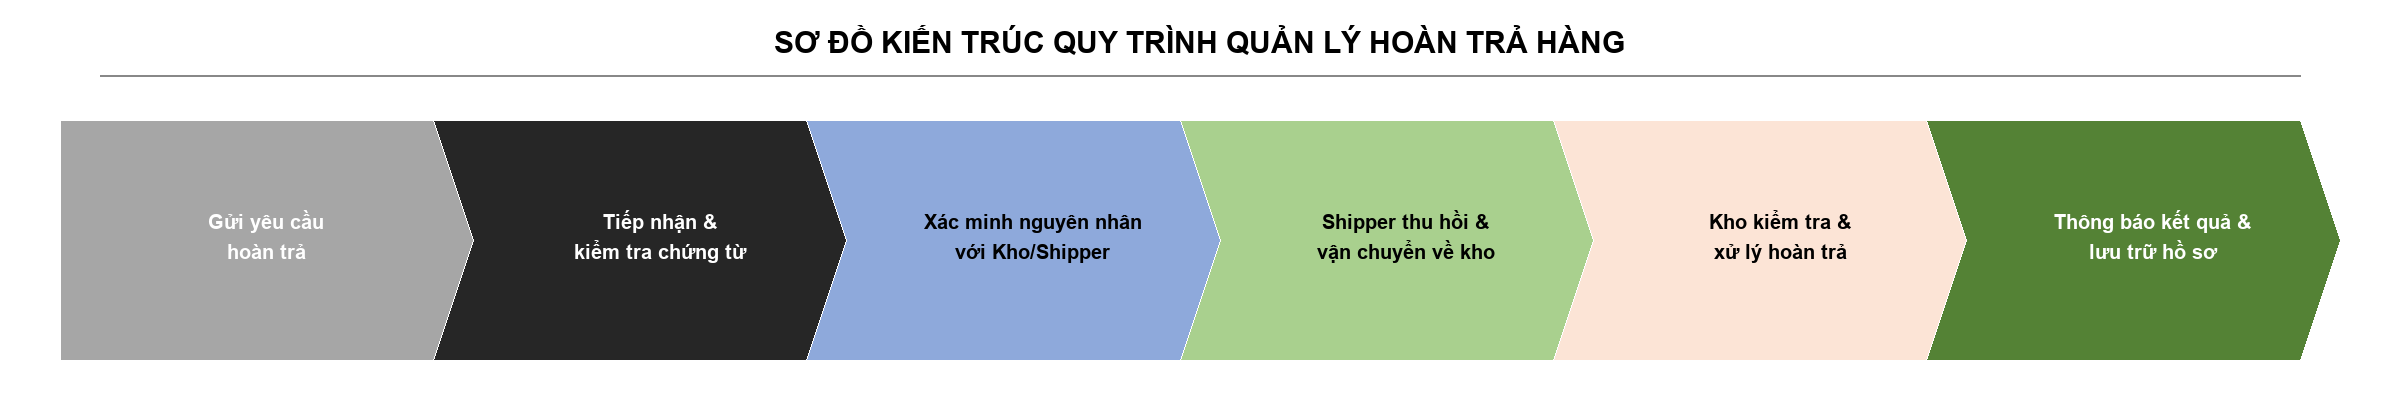 SƠ ĐỒ KIẾN TRÚC QUY TRÌNH QUẢN LÝ HOÀN TRẢ HÀNG
Gửi yêu cầu
hoàn trả
Tiếp nhận &
kiểm tra chứng từ
Xác minh nguyên nhân
với Kho/Shipper
Shipper thu hồi &
vận chuyển về kho
Kho kiểm tra &
xử lý hoàn trả
Thông báo kết quả &
lưu trữ hồ sơ